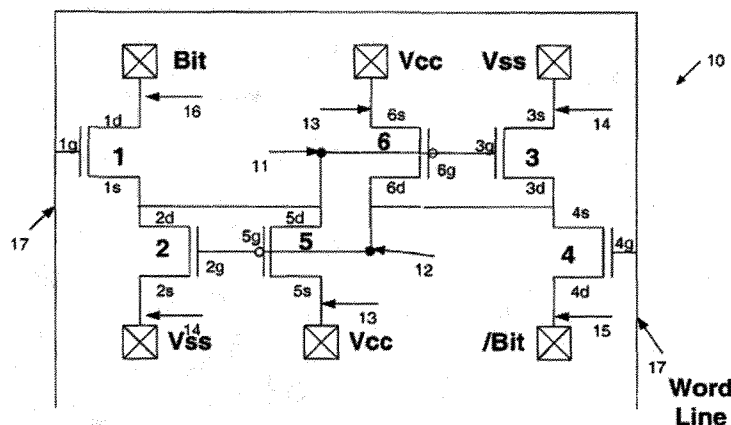 Bit
Vcc
Vss
10
16
13
14
1d
6s
3s
1g
1
11
6
3g
3
6g
1s
6d
3d
17
2d
5d
4s
2
5g
5
4
4g
2g
12
2s
5s
4d
14
13
15
Vss
Vcc
/Bit
17
Word
Line